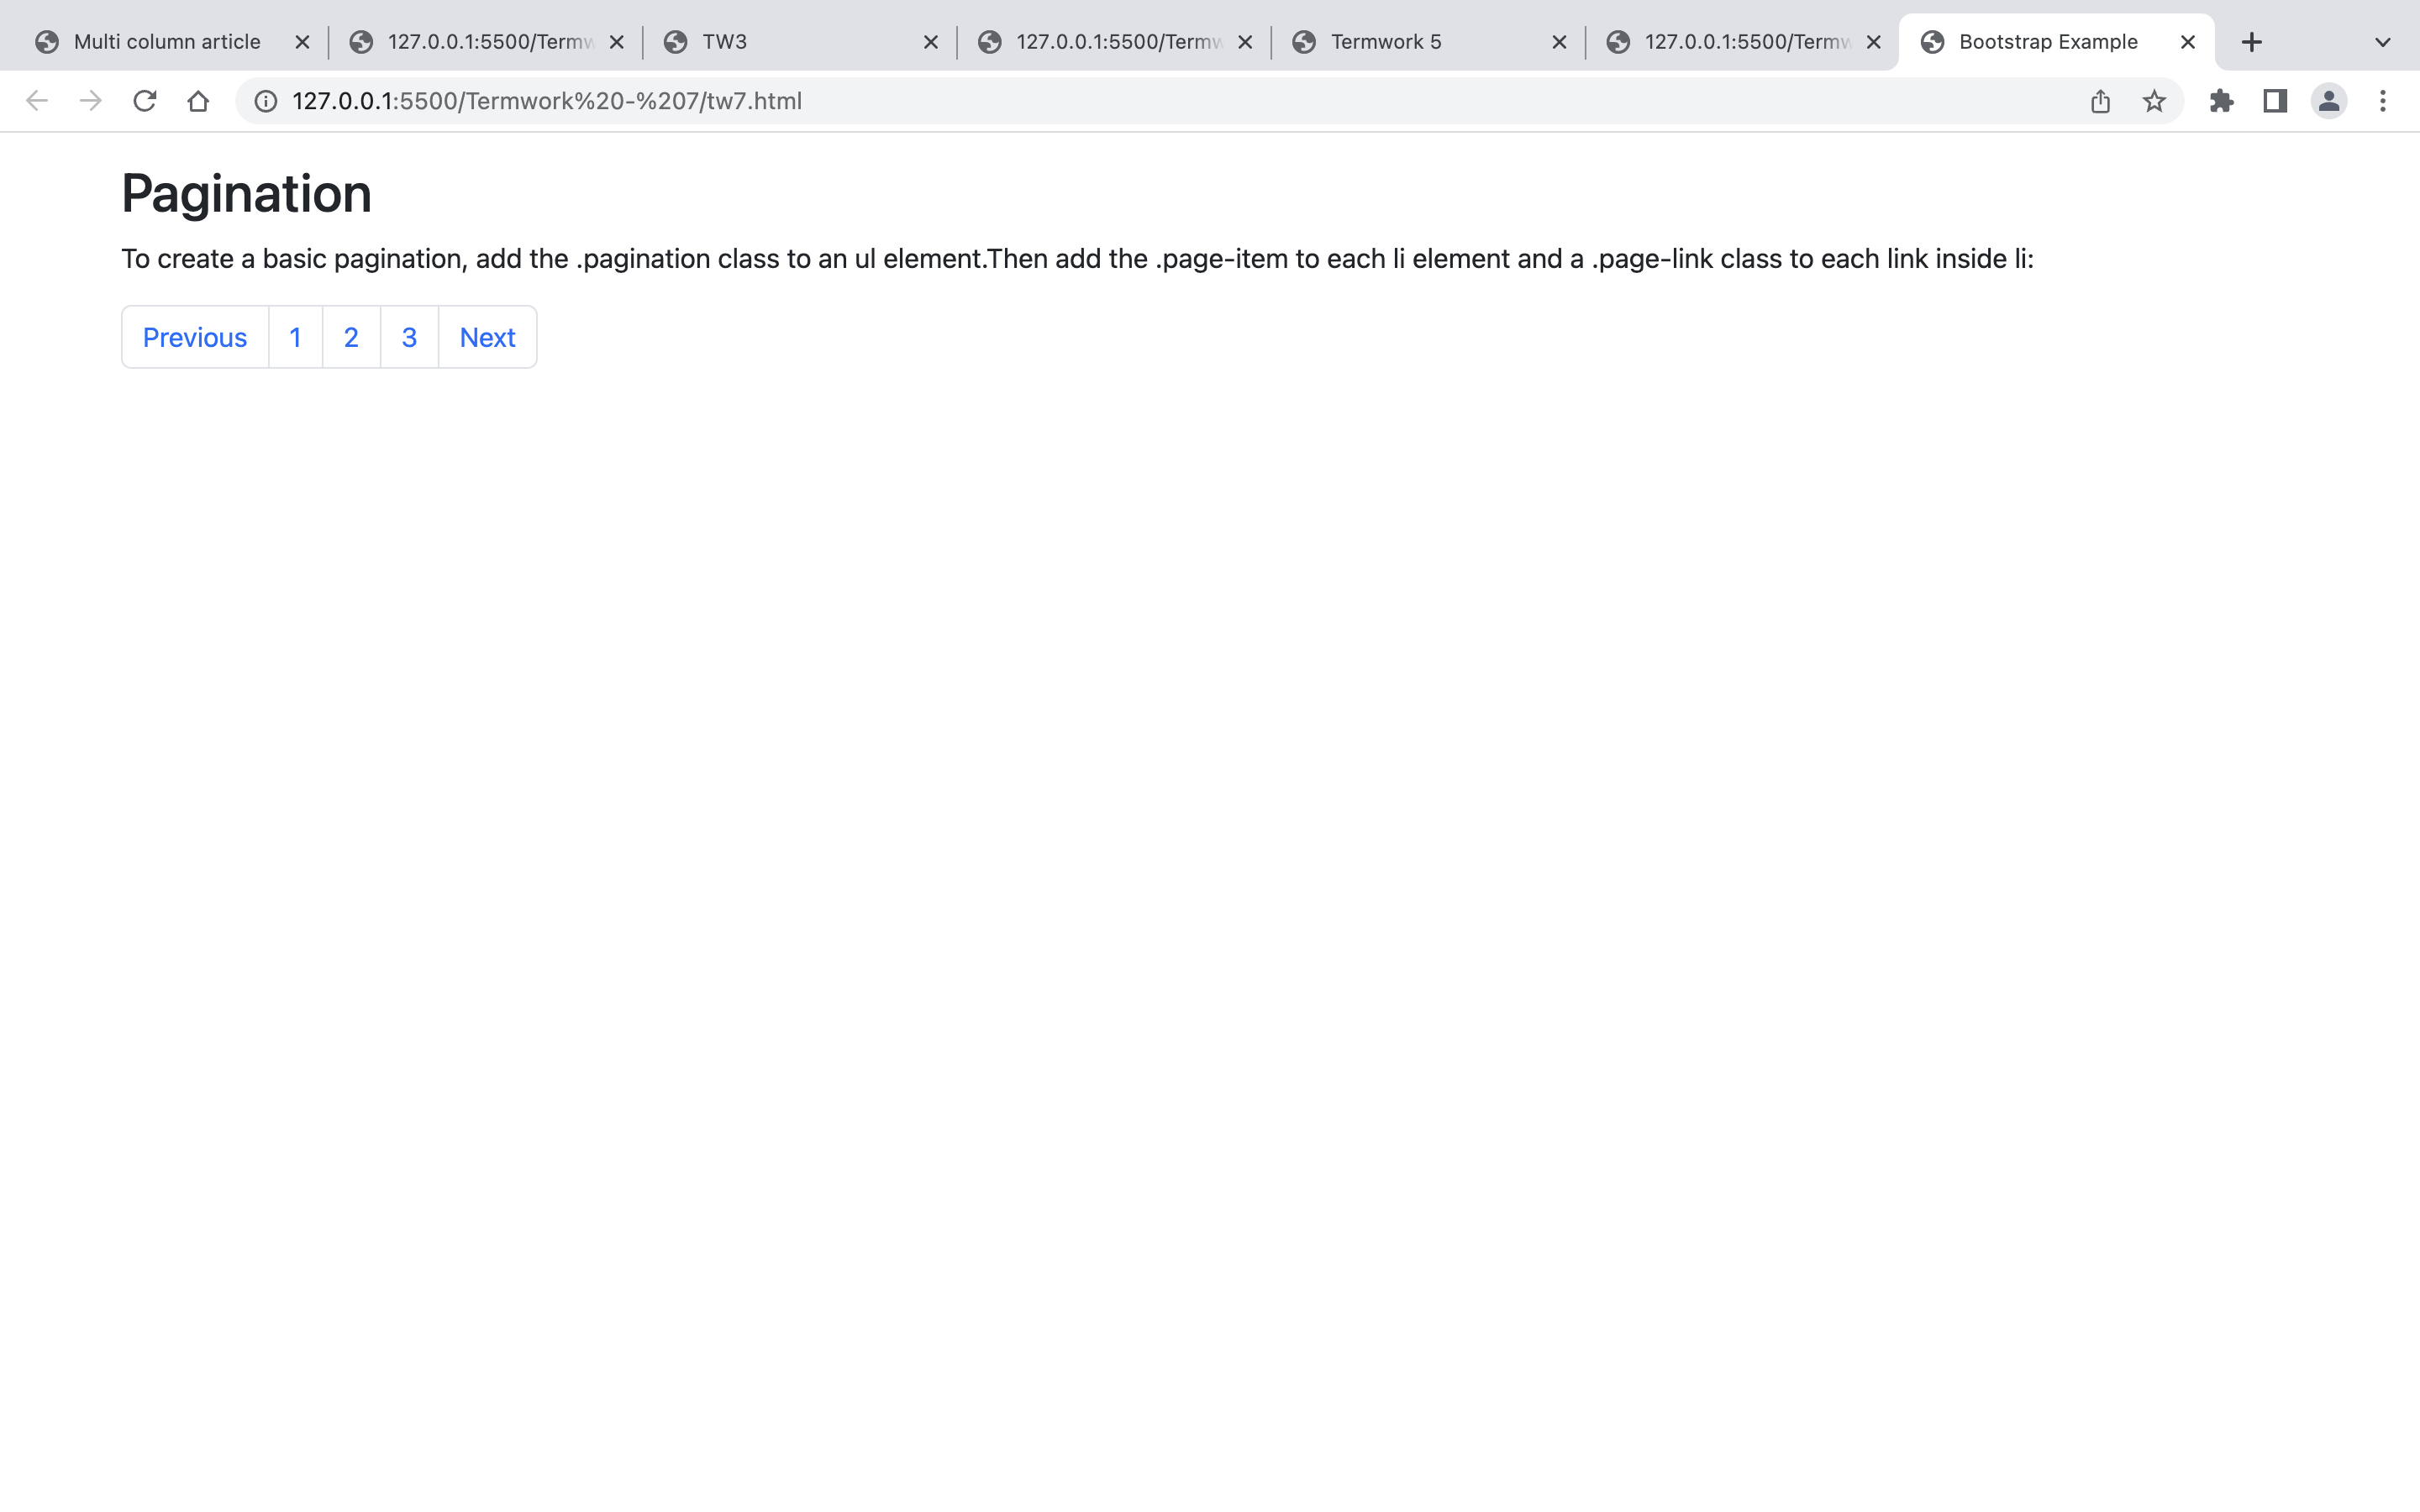 Multi column article
127.0.0.1:5500/Termw
TW3
127.0.0.1:5500/Termw
Termwork 5
127.0.0.1:5500/Termw
Bootstrap Example
127.0.0.1:5500/Termwork%20-%207/tw7.html
Pagination
To create a basic pagination, add the .pagination class to an ul element.Then add the .page-item to each li element and a .page-link class to each link inside li:
Previous 1 2 3 Next